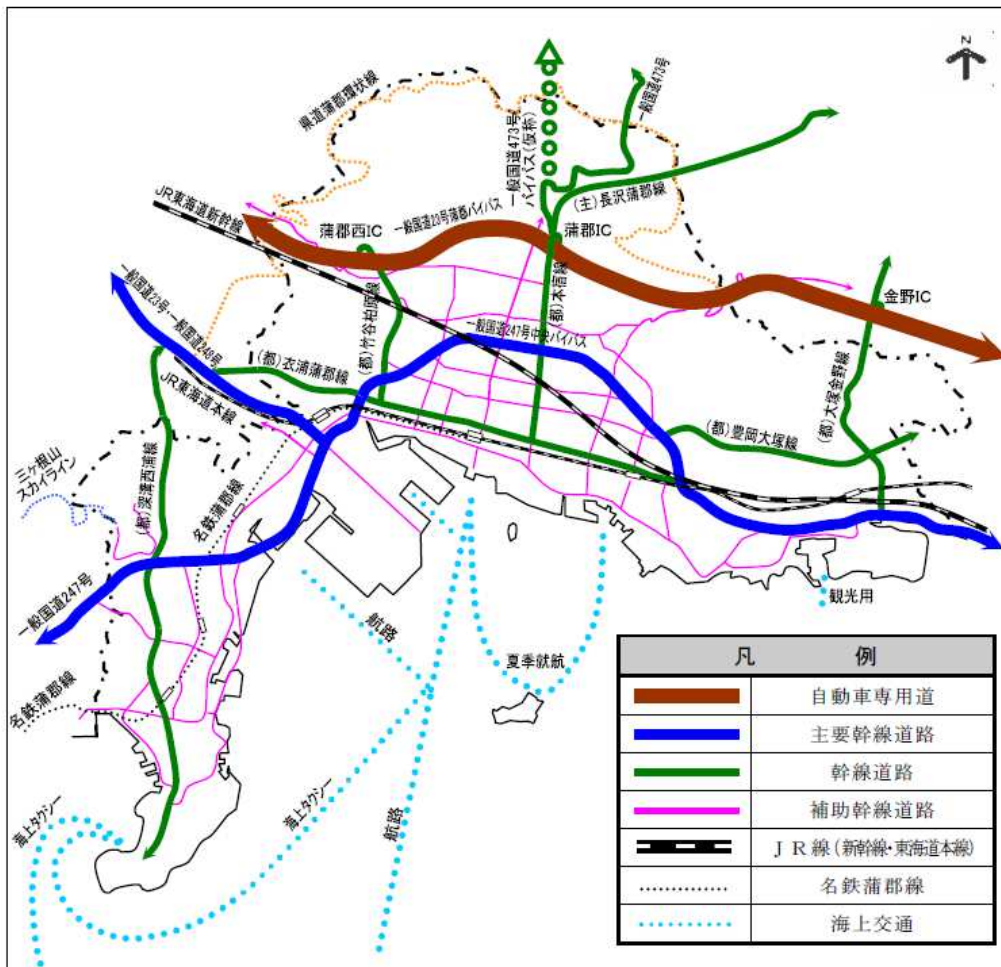 N
県道蒲郡環状線
一般国道473号
バイパス(仮称)
一般国道473号
(主)長沢蒲郡線
JR東海道新幹線
蒲郡西IC
一般国道23号蒲郡バイパス
蒲郡IC
金野IC
一般国道23号・一般国道248号
(都)竹谷柏原線
(都)本宿線
一般国道247号中央バイパス
(都)衣浦蒲郡線
JR東海道本線
(都)大塚金野線
(都)豊岡大塚線
三ヶ根山
スカイライン
(都)深溝西浦線
名鉄蒲郡線
一般国道247号
航路
観光用
夏季就航
名鉄蒲郡線
海上タクシー
海上タクシー
航路
凡 例
自動車専用道
主要幹線道路
幹線道路
補助幹線道路
JR線(新幹線・東海道本線)
名鉄蒲郡線
海上交通